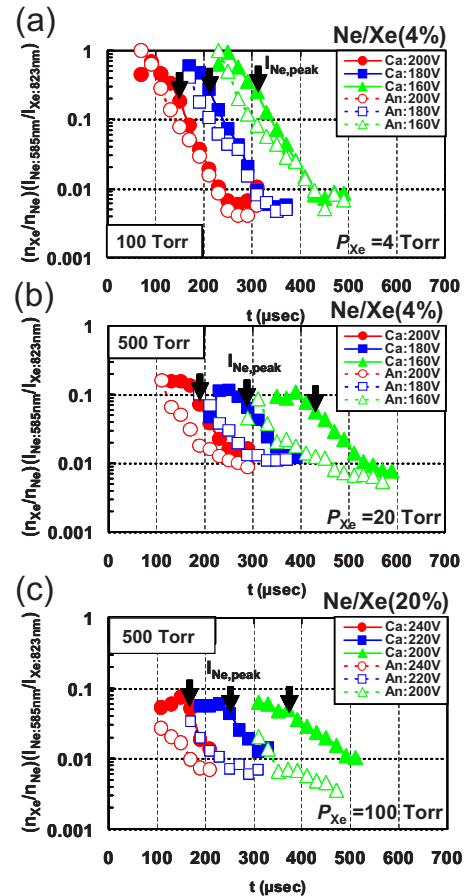 (a)
Ne/Xe(4%)
(n_Xe/n_Ne)(I_Ne:585nm/I_Xe:823nm)
1
0.1
0.01
0.001
I_Ne,peak
Ca:200V
Ca:180V
Ca:160V
An:200V
An:180V
An:160V
100 Torr
P_Xe =4 Torr
0 100 200 300 400 500 600 700
t (μsec)
(b)
Ne/Xe(4%)
(n_Xe/n_Ne)(I_Ne:585nm/I_Xe:823nm)
1
0.1
0.01
0.001
500 Torr
I_Ne,peak
Ca:200V
Ca:180V
Ca:160V
An:200V
An:180V
An:160V
P_Xe =20 Torr
0 100 200 300 400 500 600 700
t (μsec)
(c)
Ne/Xe(20%)
(n_Xe/n_Ne)(I_Ne:585nm/I_Xe:823nm)
1
0.1
0.01
0.001
500 Torr
I_Ne,peak
Ca:240V
Ca:220V
Ca:200V
An:240V
An:220V
An:200V
P_Xe =100 Torr
0 100 200 300 400 500 600 700
t (μsec)